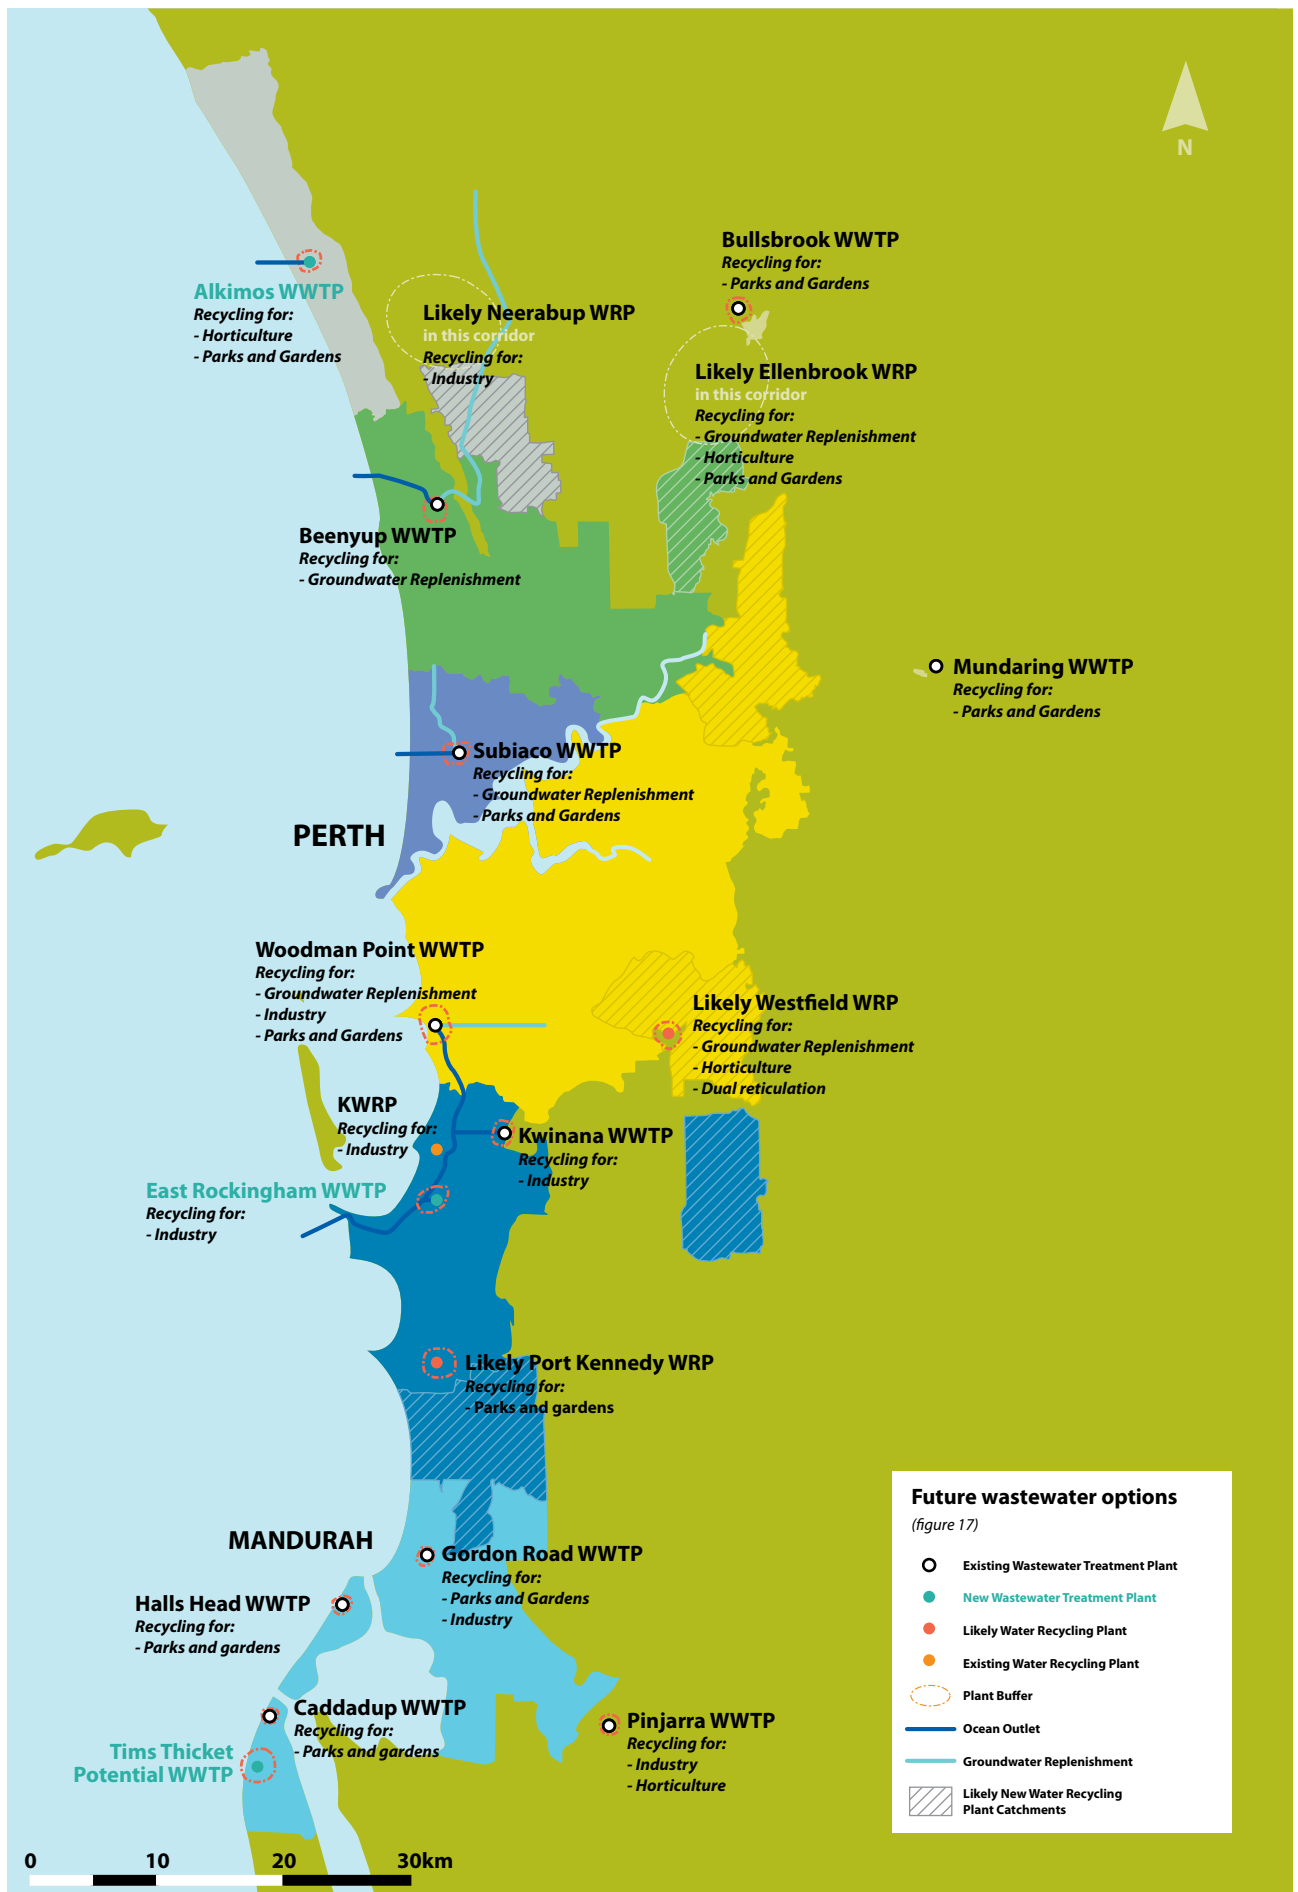 N
Bullsbrook WWTP
Recycling for:
- Parks and Gardens
Alkimos WWTP
Recycling for:
- Horticulture
- Parks and Gardens
Likely Neerabup WRP
in this corridor
Recycling for:
- Industry
Likely Ellenbrook WRP
in this corridor
Recycling for:
- Groundwater Replenishment
- Horticulture
- Parks and Gardens
Beenyup WWTP
Recycling for:
- Groundwater Replenishment
Mundaring WWTP
Recycling for:
- Parks and Gardens
Subiaco WWTP
Recycling for:
- Groundwater Replenishment
- Parks and Gardens
PERTH
Woodman Point WWTP
Recycling for:
- Groundwater Replenishment
- Industry
- Parks and Gardens
Likely Westfield WRP
Recycling for:
- Groundwater Replenishment
- Horticulture
- Dual reticulation
KWRP
Recycling for:
- Industry
Kwinana WWTP
Recycling for:
- Industry
East Rockingham WWTP
Recycling for:
- Industry
Likely Port Kennedy WRP
Recycling for:
- Parks and gardens
MANDURAH
Gordon Road WWTP
Recycling for:
- Parks and Gardens
- Industry
Halls Head WWTP
Recycling for:
- Parks and gardens
Caddadup WWTP
Recycling for:
- Parks and gardens
Pinjarra WWTP
Recycling for:
- Industry
- Horticulture
Tims Thicket
Potential WWTP
Future wastewater options
(figure 17)
Existing Wastewater Treatment Plant
New Wastewater Treatment Plant
Likely Water Recycling Plant
Existing Water Recycling Plant
Plant Buffer
Ocean Outlet
Groundwater Replenishment
Likely New Water Recycling
Plant Catchments
0 10 20 30km